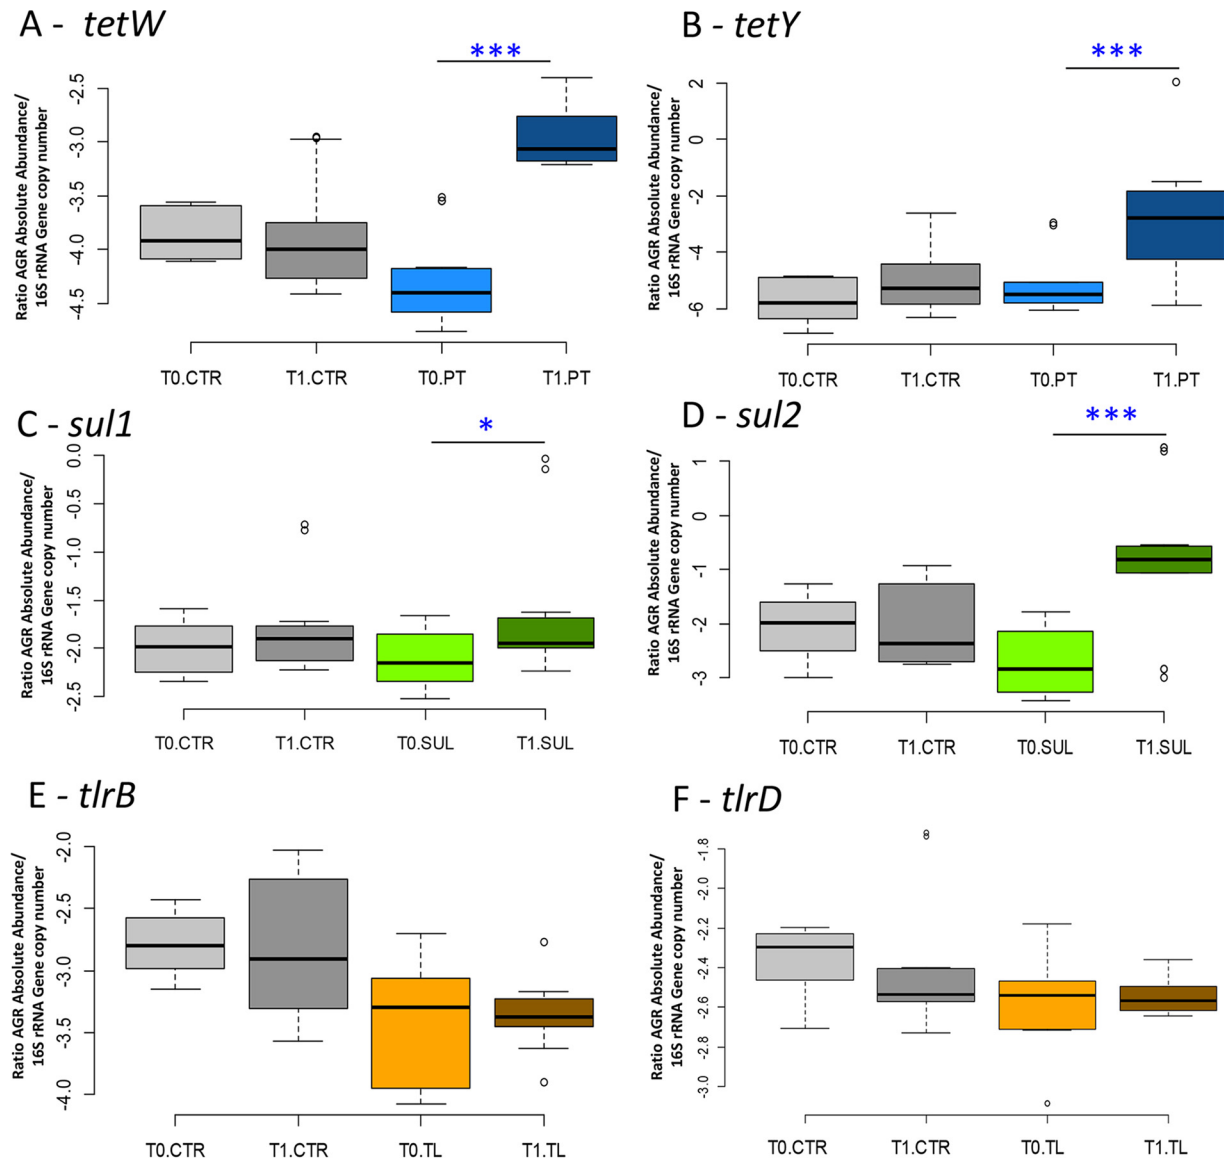 A - tetW
***
Ratio AGR Absolute Abundance/
16S rRNA Gene copy number
-2.5
-3.0
-3.5
-4.0
-4.5
T0.CTR
T1.CTR
T0.PT
T1.PT
B - tetY
***
Ratio AGR Absolute Abundance/
16S rRNA Gene copy number
2
0
-2
-4
-6
T0.CTR
T1.CTR
T0.PT
T1.PT
C - sul1
*
Ratio AGR Absolute Abundance/
16S rRNA Gene copy number
0.0
-0.5
-1.0
-1.5
-2.0
-2.5
T0.CTR
T1.CTR
T0.SUL
T1.SUL
D - sul2
***
Ratio AGR Absolute Abundance/
16S rRNA Gene copy number
1
0
-1
-2
-3
T0.CTR
T1.CTR
T0.SUL
T1.SUL
E - tlrB
Ratio AGR Absolute Abundance/
16S rRNA Gene copy number
-2.0
-2.5
-3.0
-3.5
-4.0
T0.CTR
T1.CTR
T0.TL
T1.TL
F - tlrD
Ratio AGR Absolute Abundance/
16S rRNA Gene copy number
-1.8
-2.0
-2.2
-2.4
-2.6
-2.8
-3.0
T0.CTR
T1.CTR
T0.TL
T1.TL